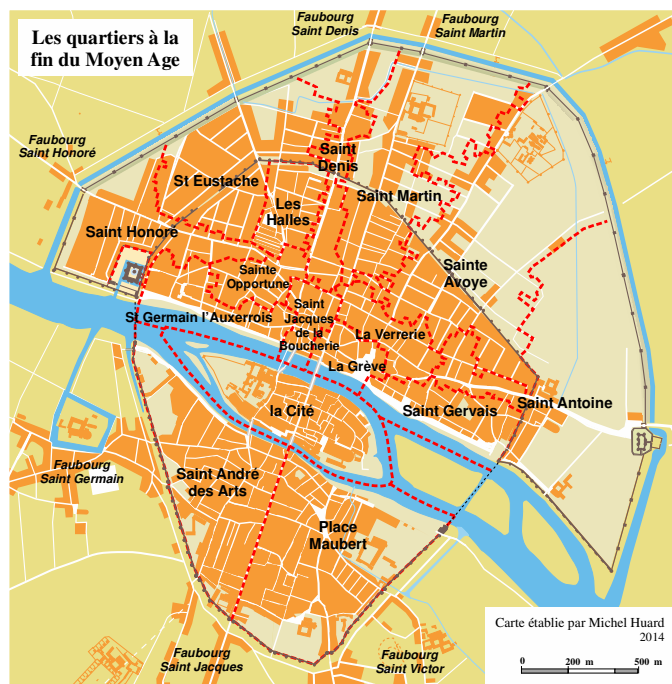 Les quartiers à la
fin du Moyen Age
Faubourg
Saint Denis
Faubourg
Saint Martin
Faubourg
Saint Honoré
St Eustache
Saint
Denis
Les
Halles
Saint Martin
Saint Honoré
Sainte
Opportune
Sainte
Avoye
St Germain l'Auxerrois
Saint
Jacques
de la
Boucherie
La Verrerie
La Grève
la Cité
Saint Gervais
Saint Antoine
Faubourg
Saint Germain
Saint André
des Arts
Place
Maubert
Faubourg
Saint Jacques
Faubourg
Saint Victor
Carte établie par Michel Huard
2014
0 200 m 500 m